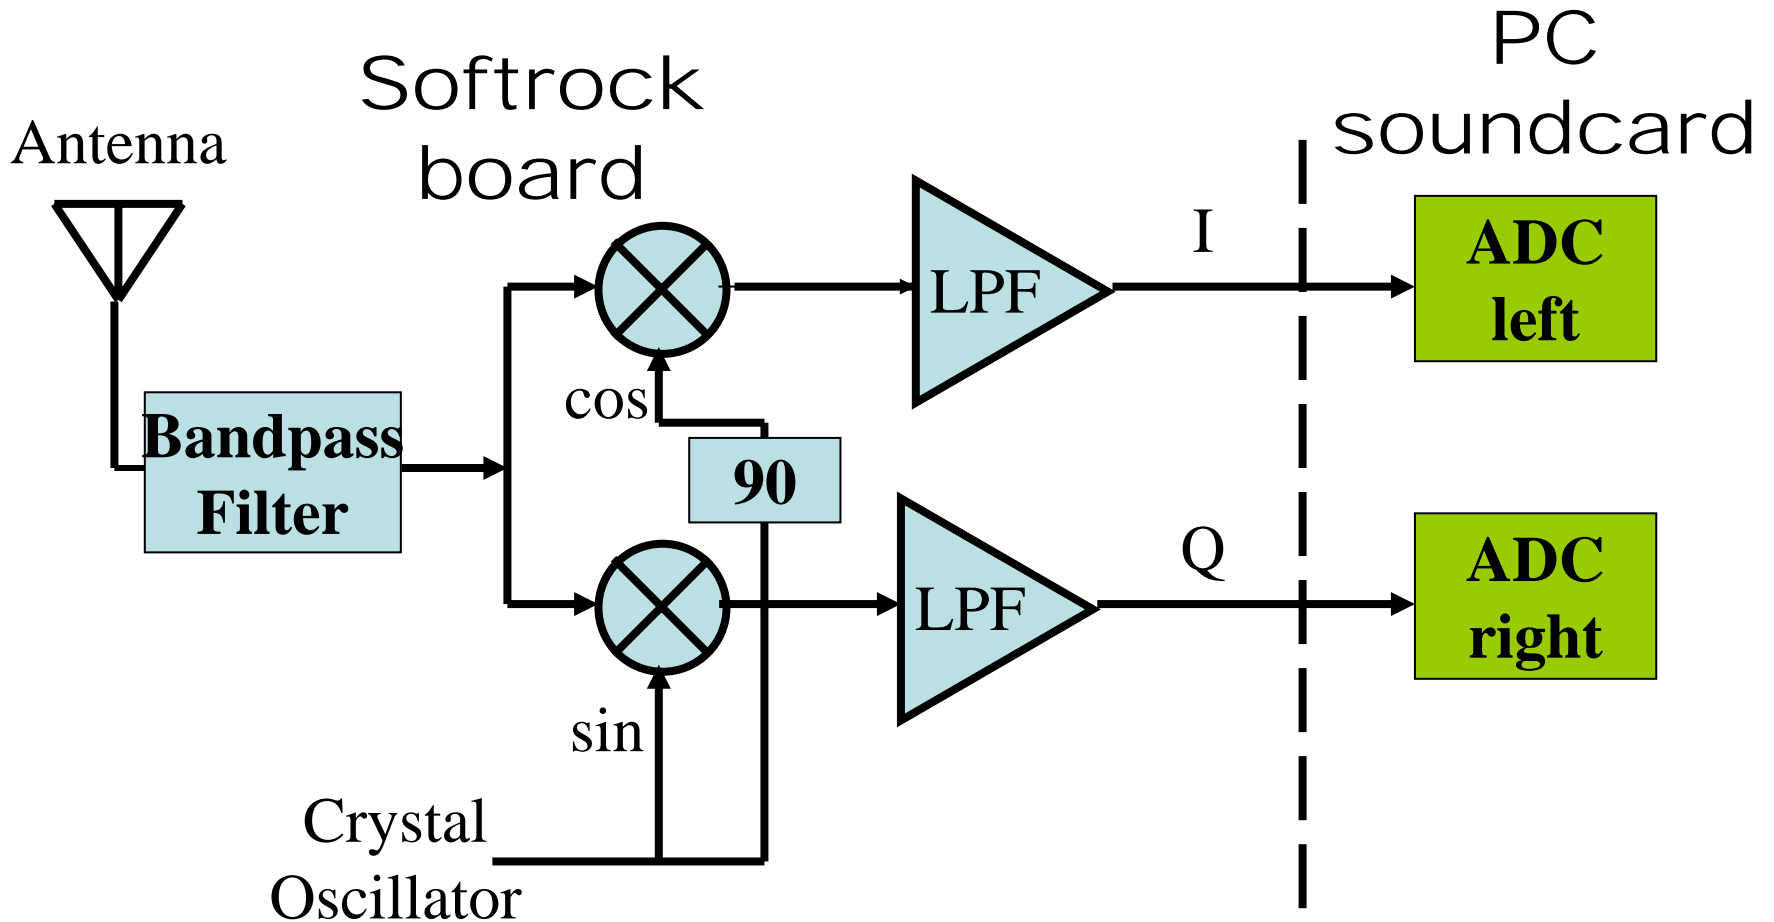 Softrock
board
PC
soundcard
Antenna
I
ADC
left
LPF
cos
Bandpass
Filter
90
Q
ADC
right
LPF
sin
Crystal
Oscillator